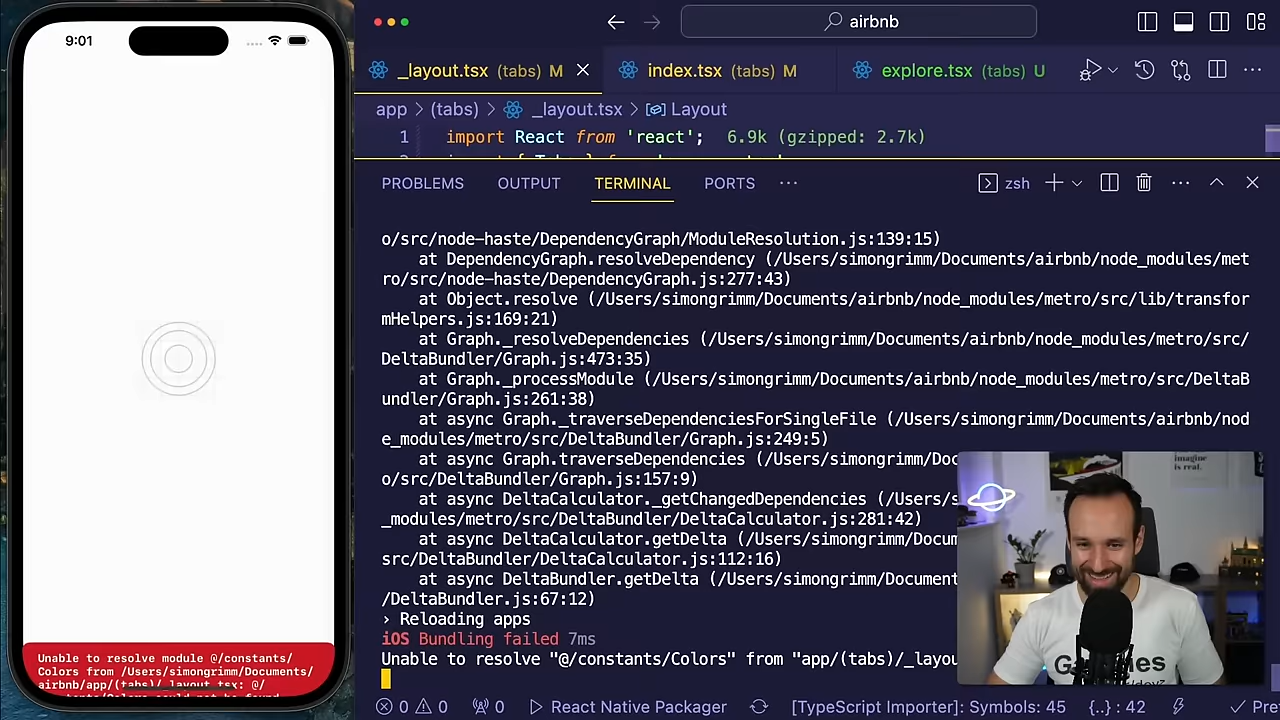 9:01
Unable to resolve module @/constants/
Colors from /Users/simongrimm/Documents/
airbnb/app/(tabs)/_layout.tsx: @/
airbnb
_layout.tsx (tabs) M
index.tsx (tabs) M
explore.tsx (tabs) U
app > (tabs) > _layout.tsx > Layout
1 import React from 'react'; 6.9k (gzipped: 2.7k)
PROBLEMS OUTPUT TERMINAL PORTS ···
zsh
o/src/node-haste/DependencyGraph/ModuleResolution.js:139:15)
at DependencyGraph.resolveDependency (/Users/simongrimm/Documents/airbnb/node_modules/met
ro/src/node-haste/DependencyGraph.js:277:43)
at Object.resolve (/Users/simongrimm/Documents/airbnb/node_modules/metro/src/lib/transfor
mHelpers.js:169:21)
at Graph._resolveDependencies (/Users/simongrimm/Documents/airbnb/node_modules/metro/src/
DeltaBundler/Graph.js:473:35)
at Graph._processModule (/Users/simongrimm/Documents/airbnb/node_modules/metro/src/DeltaB
undler/Graph.js:261:38)
at async Graph._traverseDependenciesForSingleFile (/Users/simongrimm/Documents/airbnb/nod
e_modules/metro/src/DeltaBundler/Graph.js:249:5)
at async Graph.traverseDependencies (/Users/simongrimm/Doc
o/src/DeltaBundler/Graph.js:157:9)
at async DeltaCalculator._getChangedDependencies (/Users/s
_modules/metro/src/DeltaBundler/DeltaCalculator.js:281:42)
at async DeltaCalculator.getDelta (/Users/simongrimm/Docum
src/DeltaBundler/DeltaCalculator.js:112:16)
at async DeltaBundler.getDelta (/Users/simongrimm/Document
/DeltaBundler.js:67:12)
› Reloading apps
iOS Bundling failed 7ms
Unable to resolve "@/constants/Colors" from "app/(tabs)/_layou
imagine
is real.
0 0 0 React Native Packager [TypeScript Importer]: Symbols: 45 {..} : 42 Pre